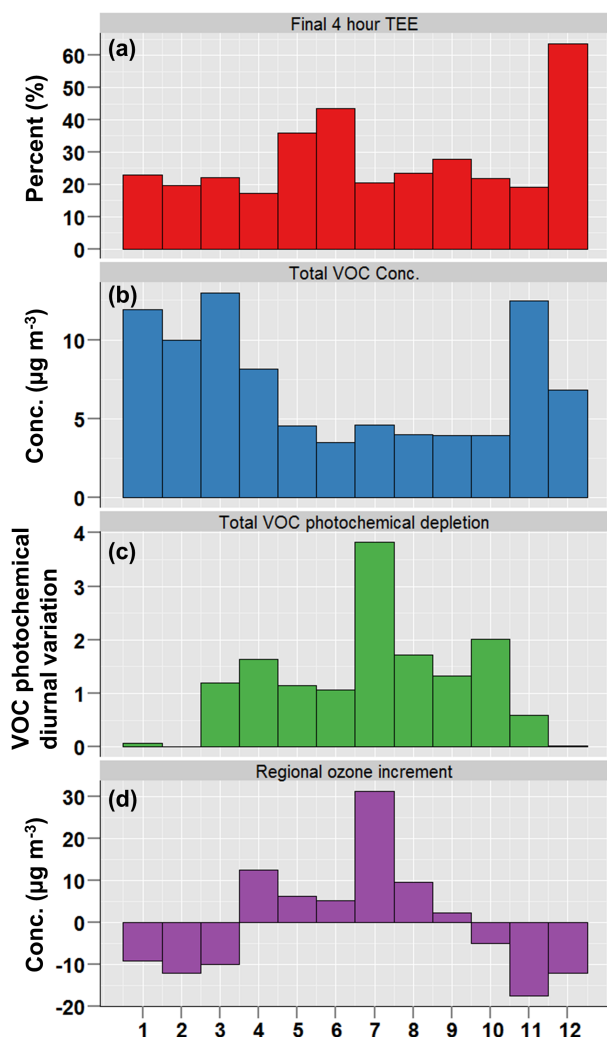 Final 4 hour TEE
(a)
Percent (%)
60
50
40
30
20
10
0
Total VOC Conc.
(b)
Conc. (µg m-3)
10
5
0
Total VOC photochemical depletion
(c)
VOC photochemical
diurnal variation
4
3
2
1
0
Regional ozone increment
(d)
Conc. (µg m-3)
30
20
10
0
-10
-20
1 2 3 4 5 6 7 8 9 10 11 12